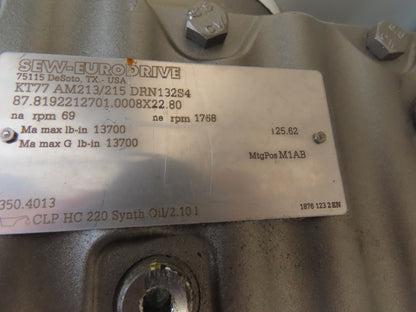 SEW-EURODRIVE
75115 DeSoto, TX.- USA
KT77 AM213/215 DRN132S4
87.8192212701.0008X22.80
na rpm 69 ne rpm 1768
Ma max lb-in 13700 i 25.62
Ma max G lb-in 13700
MtgPos M1AB
350.4013
CLP HC 220 Synth Oil/2.10 l
1876 123 2 EN